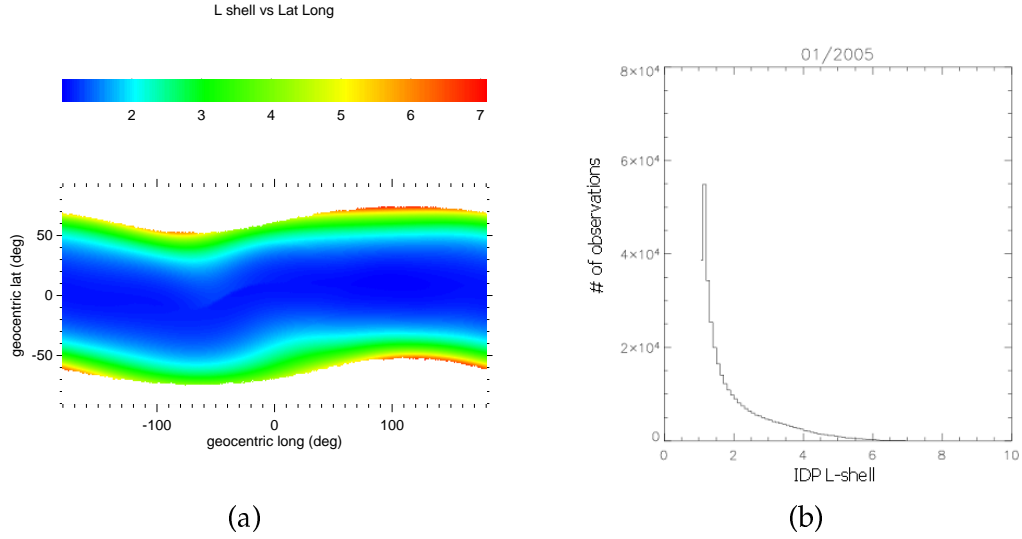 L shell vs Lat Long
2 3 4 5 6 7
50
0
-50
geocentric lat (deg)
-100 0 100
geocentric long (deg)
(a)
01/2005
8×10⁴
6×10⁴
4×10⁴
2×10⁴
0
# of observations
0 2 4 6 8 10
IDP L-shell
(b)